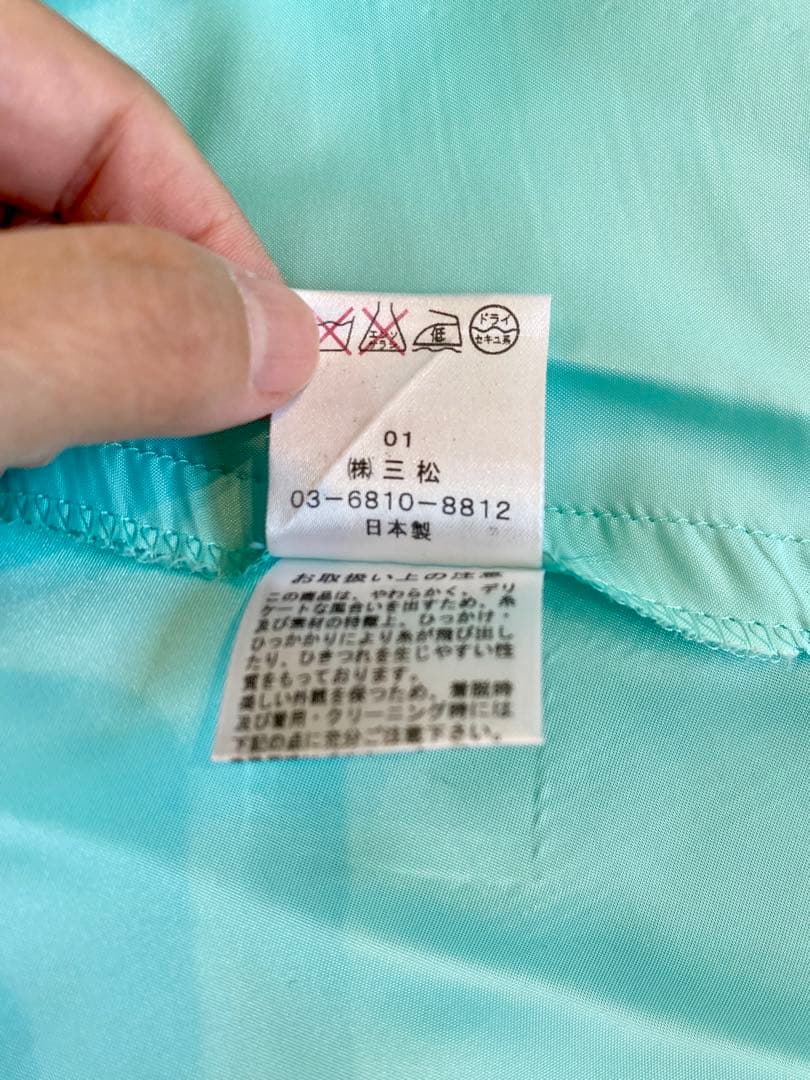 エンソ
サラシ
低
ドライ
セキユ系
01
㈱三松
03-6810-8812
日本製
お取扱い上の注意
この商品は、やわらかく、デリ
ケートな風合いを出すため、糸
及び素材の特徴上、ひっかけ・
ひっかかりにより糸が飛び出し
たり、ひきつれを生じやすい性
質をもっております。
美しい外観を保つため、着脱時
及び着用・クリーニング時には
下記の点に充分ご注意下さい。